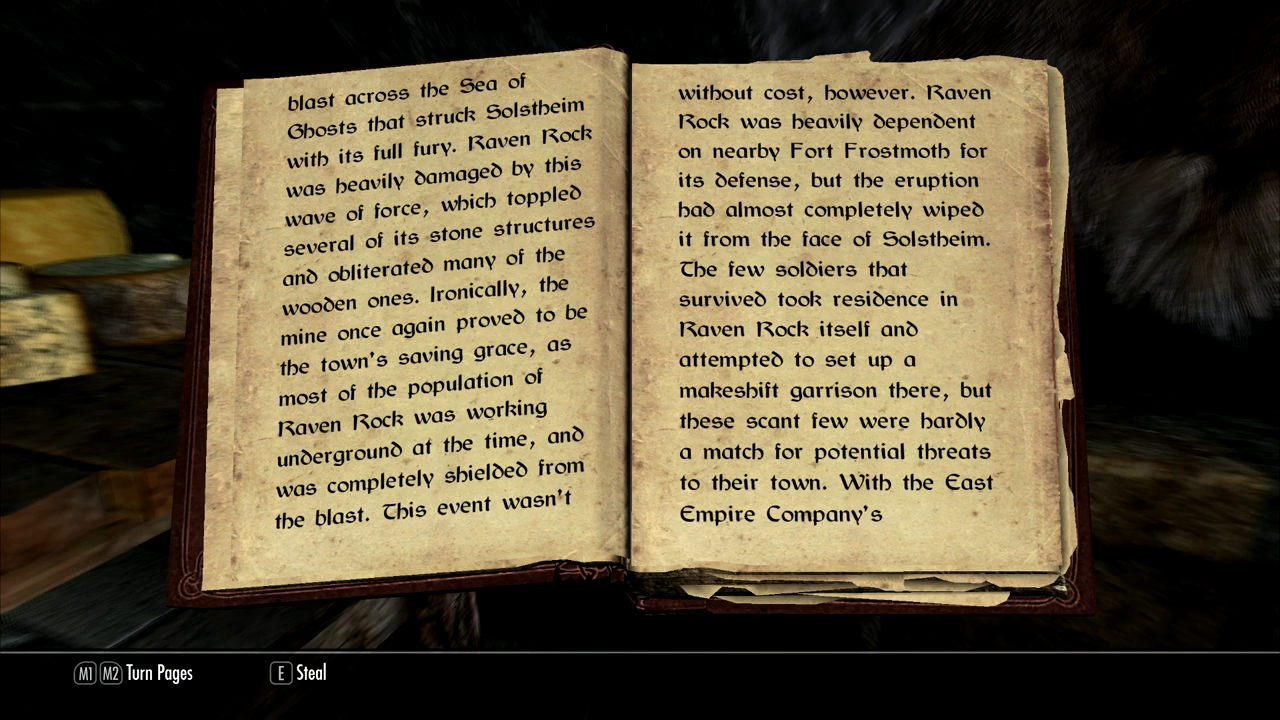 blast across the Sea of
Ghosts that struck Solstheim
with its full fury. Raven Rock
was heavily damaged by this
wave of force, which toppled
several of its stone structures
and obliterated many of the
wooden ones. Ironically, the
mine once again proved to be
the town's saving grace, as
most of the population of
Raven Rock was working
underground at the time, and
was completely shielded from
the blast. This event wasn't
without cost, however. Raven
Rock was heavily dependent
on nearby Fort Frostmoth for
its defense, but the eruption
had almost completely wiped
it from the face of Solstheim.
The few soldiers that
survived took residence in
Raven Rock itself and
attempted to set up a
makeshift garrison there, but
these scant few were hardly
a match for potential threats
to their town. With the East
Empire Company's
M1 M2 Turn Pages
E Steal